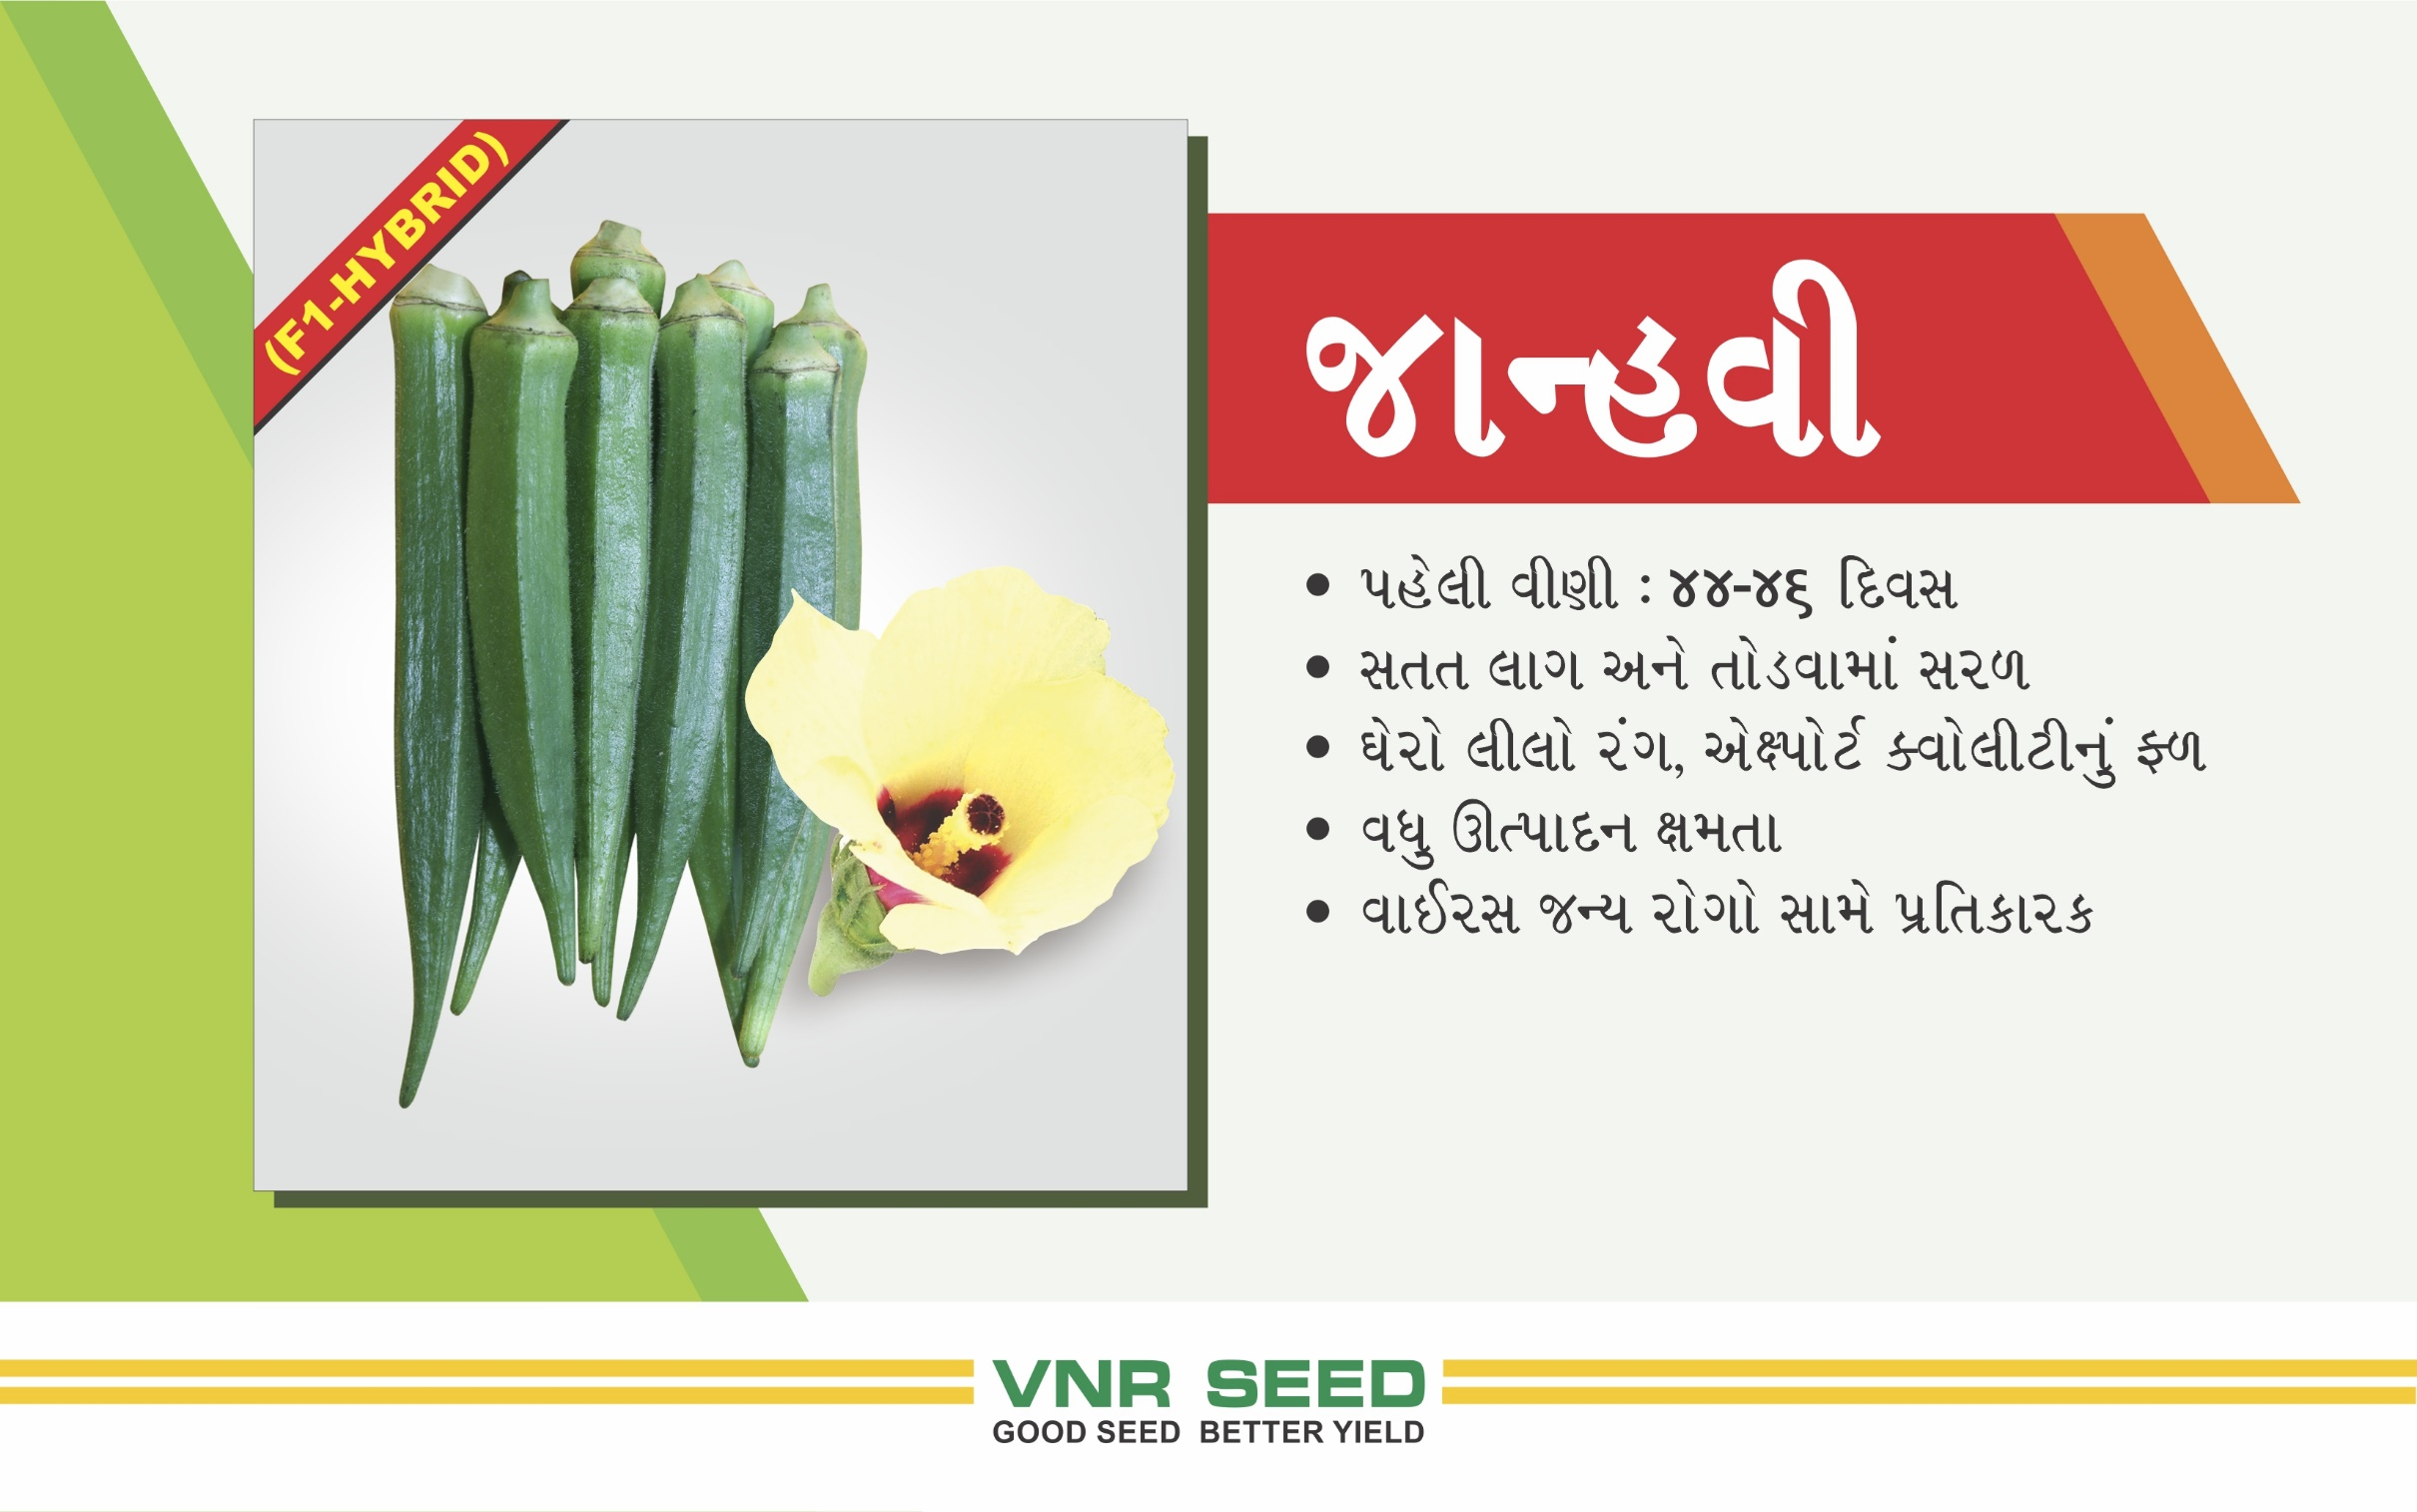 (F1-HYBRID)
જાન્હવી
• પહેલી વીણી : ૪૪-૪૬ દિવસ
• સતત લાગ અને તોડવામાં સરળ
• ઘેરો લીલો રંગ, એક્ષ્પોર્ટ ક્વોલીટીનું ફળ
• વધુ ઊત્પાદન ક્ષમતા
• વાઈરસ જન્ય રોગો સામે પ્રતિકારક
VNR SEED
GOOD SEED BETTER YIELD